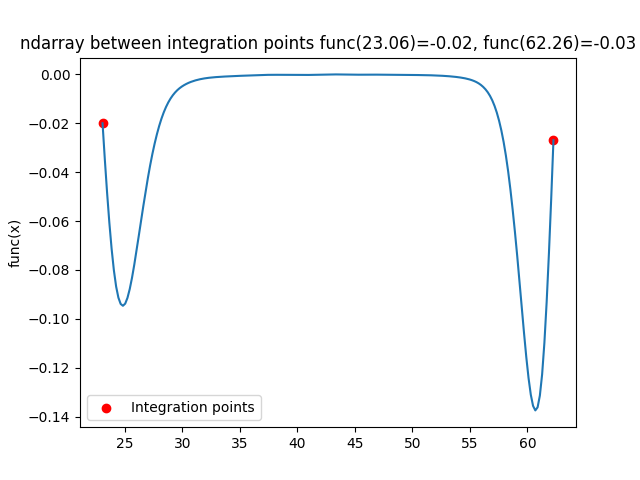 ndarray between integration points func(23.06)=-0.02, func(62.26)=-0.03
0.00
−0.02
−0.04
−0.06
−0.08
−0.10
−0.12
−0.14
func(x)
Integration points
25 30 35 40 45 50 55 60